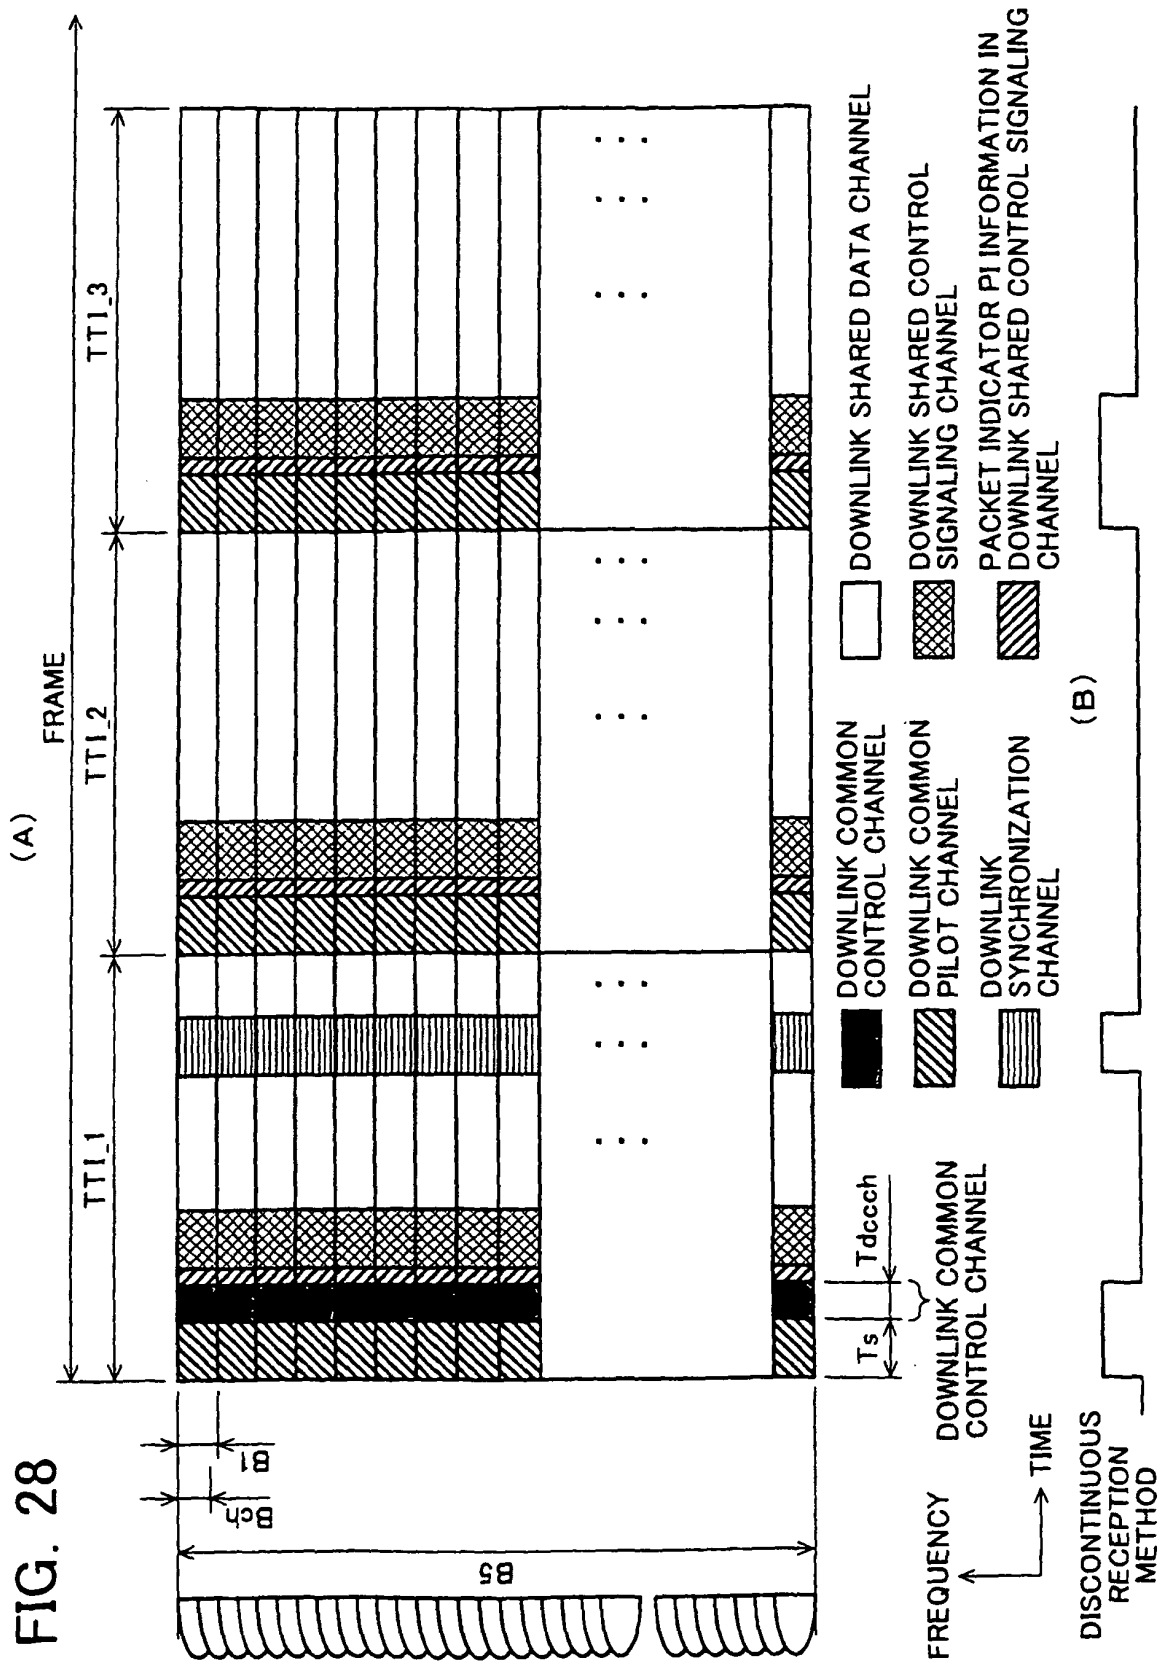 FIG. 28
(A)
FRAME
TTI_1
TTI_2
TTI_3
Bch
B1
B5
. . .
. . .
. . .
. . .
. . .
. . .
. . .
. . .
. . .
Ts
Tdccch
DOWNLINK COMMON
CONTROL CHANNEL
FREQUENCY
TIME
DOWNLINK COMMON
CONTROL CHANNEL
DOWNLINK COMMON
PILOT CHANNEL
DOWNLINK
SYNCHRONIZATION
CHANNEL
DOWNLINK SHARED DATA CHANNEL
DOWNLINK SHARED CONTROL
SIGNALING CHANNEL
PACKET INDICATOR PI INFORMATION IN
DOWNLINK SHARED CONTROL SIGNALING
CHANNEL
(B)
DISCONTINUOUS
RECEPTION
METHOD